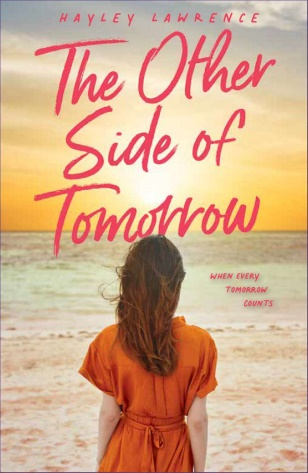 HAYLEY LAWRENCE
The Other
Side of
Tomorrow
WHEN EVERY
TOMORROW
COUNTS